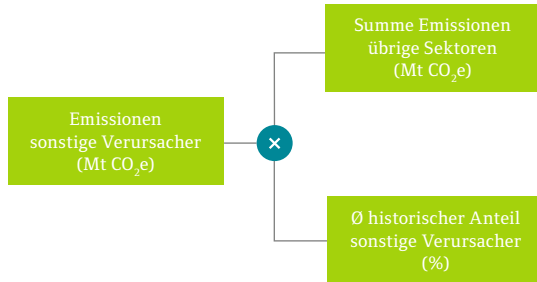 Summe Emissionen
übrige Sektoren
(Mt CO₂e)
Emissionen
sonstige Verursacher
(Mt CO₂e)
×
Ø historischer Anteil
sonstige Verursacher
(%)